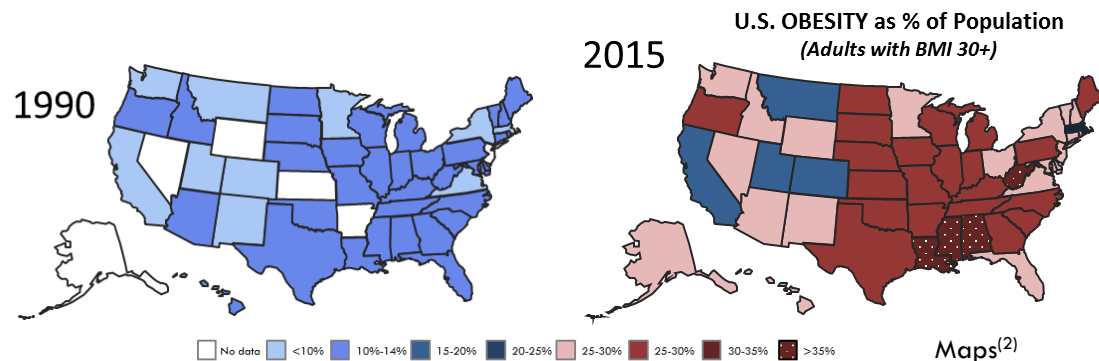 U.S. OBESITY as % of Population
(Adults with BMI 30+)
1990
2015
No data <10% 10%-14% 15-20% 20-25% 25-30% 25-30% 30-35% >35%
Maps(2)